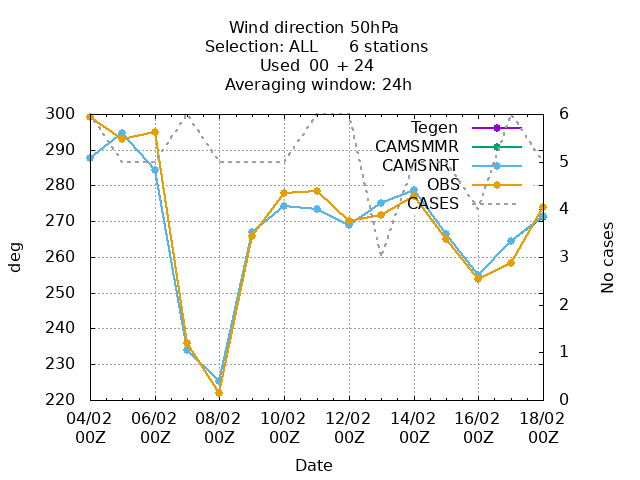 Wind direction 50hPa
Selection: ALL 6 stations
Used 00 + 24
Averaging window: 24h
300
290
280
270
260
250
240
230
220
deg
6
5
4
3
2
1
0
No cases
Tegen
CAMSMMR
CAMSNRT
OBS
CASES
04/02 06/02 08/02 10/02 12/02 14/02 16/02 18/02
00Z 00Z 00Z 00Z 00Z 00Z 00Z 00Z
Date